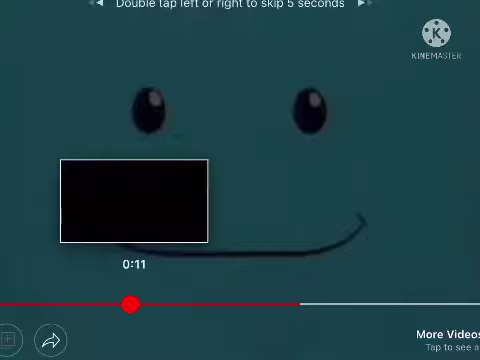 Double tap left or right to skip 5 seconds
K
KINEMASTER
0:11
More Videos
Tap to see a